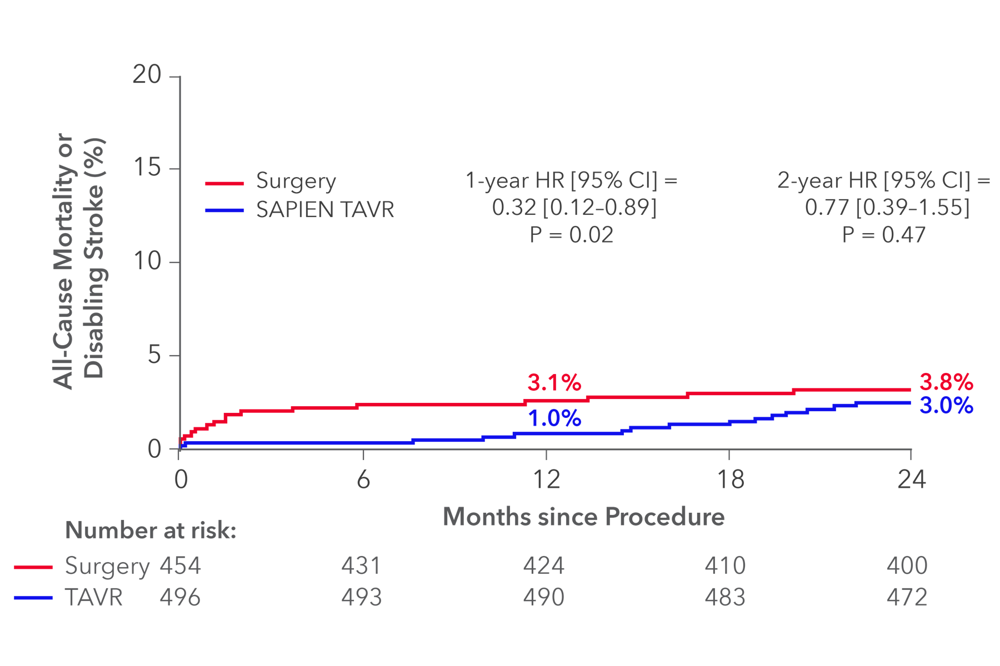 20
15
10
5
0
All-Cause Mortality or
Disabling Stroke (%)
Surgery
SAPIEN TAVR
1-year HR [95% CI] =
0.32 [0.12–0.89]
P = 0.02
2-year HR [95% CI] =
0.77 [0.39–1.55]
P = 0.47
3.1%
1.0%
3.8%
3.0%
0 6 12 18 24
Months since Procedure
Number at risk:
Surgery 454 431 424 410 400
TAVR 496 493 490 483 472